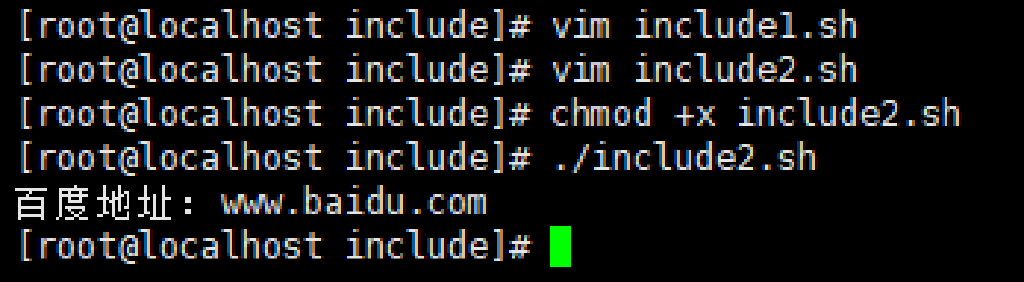 [root@localhost include]# vim include1.sh
[root@localhost include]# vim include2.sh
[root@localhost include]# chmod +x include2.sh
[root@localhost include]# ./include2.sh
百度地址: www.baidu.com
[root@localhost include]#